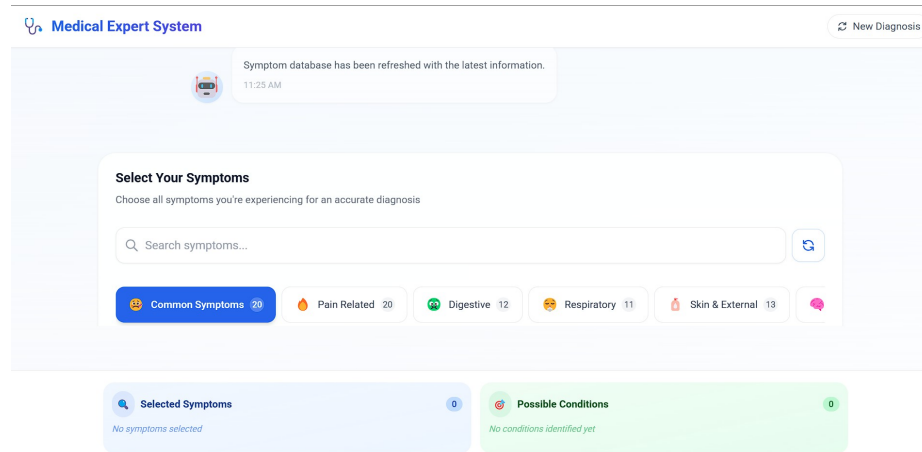 Medical Expert System
New Diagnosis
Symptom database has been refreshed with the latest information.
11:25 AM
Select Your Symptoms
Choose all symptoms you're experiencing for an accurate diagnosis
Search symptoms...
Common Symptoms 20
Pain Related 20
Digestive 12
Respiratory 11
Skin & External 13
Selected Symptoms 0
No symptoms selected
Possible Conditions 0
No conditions identified yet